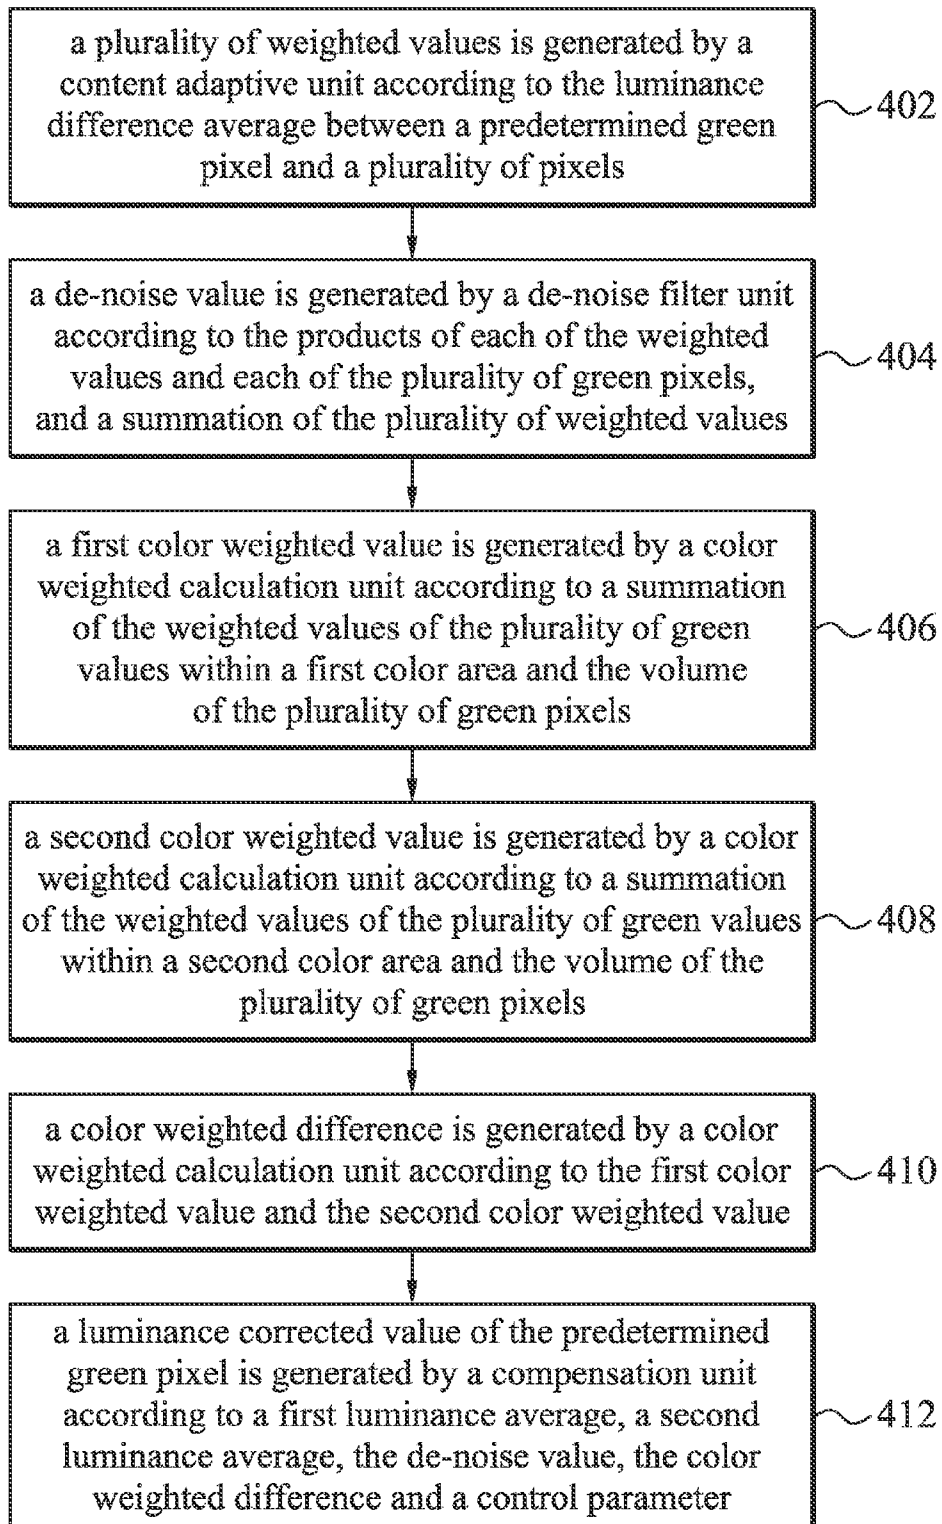 a plurality of weighted values is generated by a
content adaptive unit according to the luminance
difference average between a predetermined green
pixel and a plurality of pixels
402
a de-noise value is generated by a de-noise filter unit
according to the products of each of the weighted
values and each of the plurality of green pixels,
and a summation of the plurality of weighted values
404
a first color weighted value is generated by a color
weighted calculation unit according to a summation
of the weighted values of the plurality of green
values within a first color area and the volume
of the plurality of green pixels
406
a second color weighted value is generated by a color
weighted calculation unit according to a summation
of the weighted values of the plurality of green values
within a second color area and the volume of the
plurality of green pixels
408
a color weighted difference is generated by a color
weighted calculation unit according to the first color
weighted value and the second color weighted value
410
a luminance corrected value of the predetermined
green pixel is generated by a compensation unit
according to a first luminance average, a second
luminance average, the de-noise value, the color
weighted difference and a control parameter
412